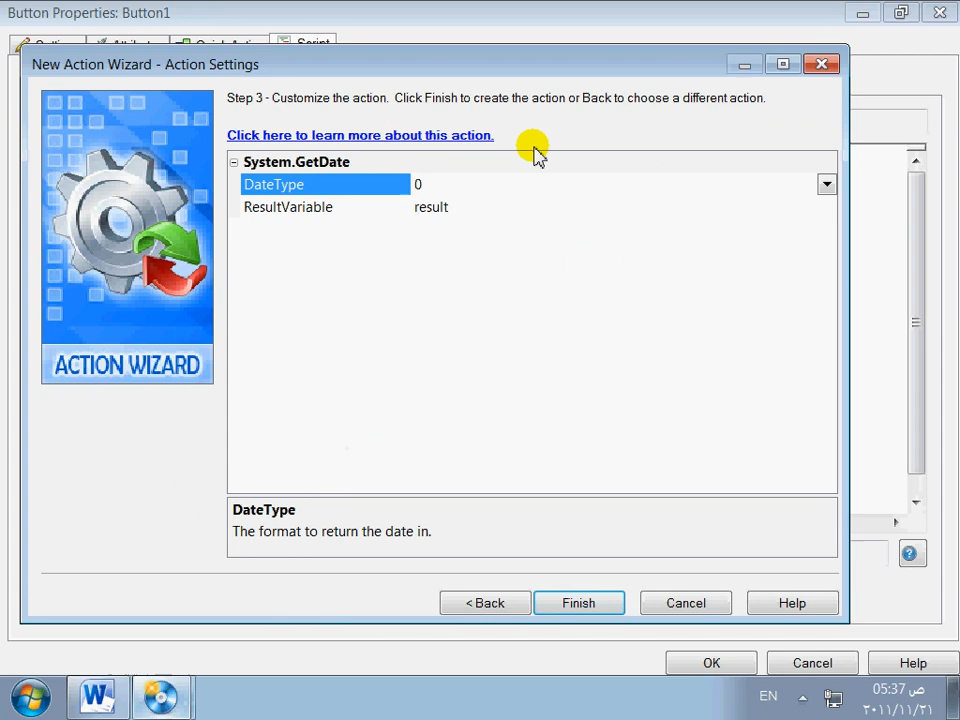 Button Properties: Button1
Script
New Action Wizard - Action Settings
Step 3 - Customize the action. Click Finish to create the action or Back to choose a different action.
Click here to learn more about this action.
System.GetDate
DateType 0
ResultVariable result
ACTION WIZARD
DateType
The format to return the date in.
< Back Finish Cancel Help
OK Cancel Help
EN 05:37 ص
٢٠١١/١١/٢١